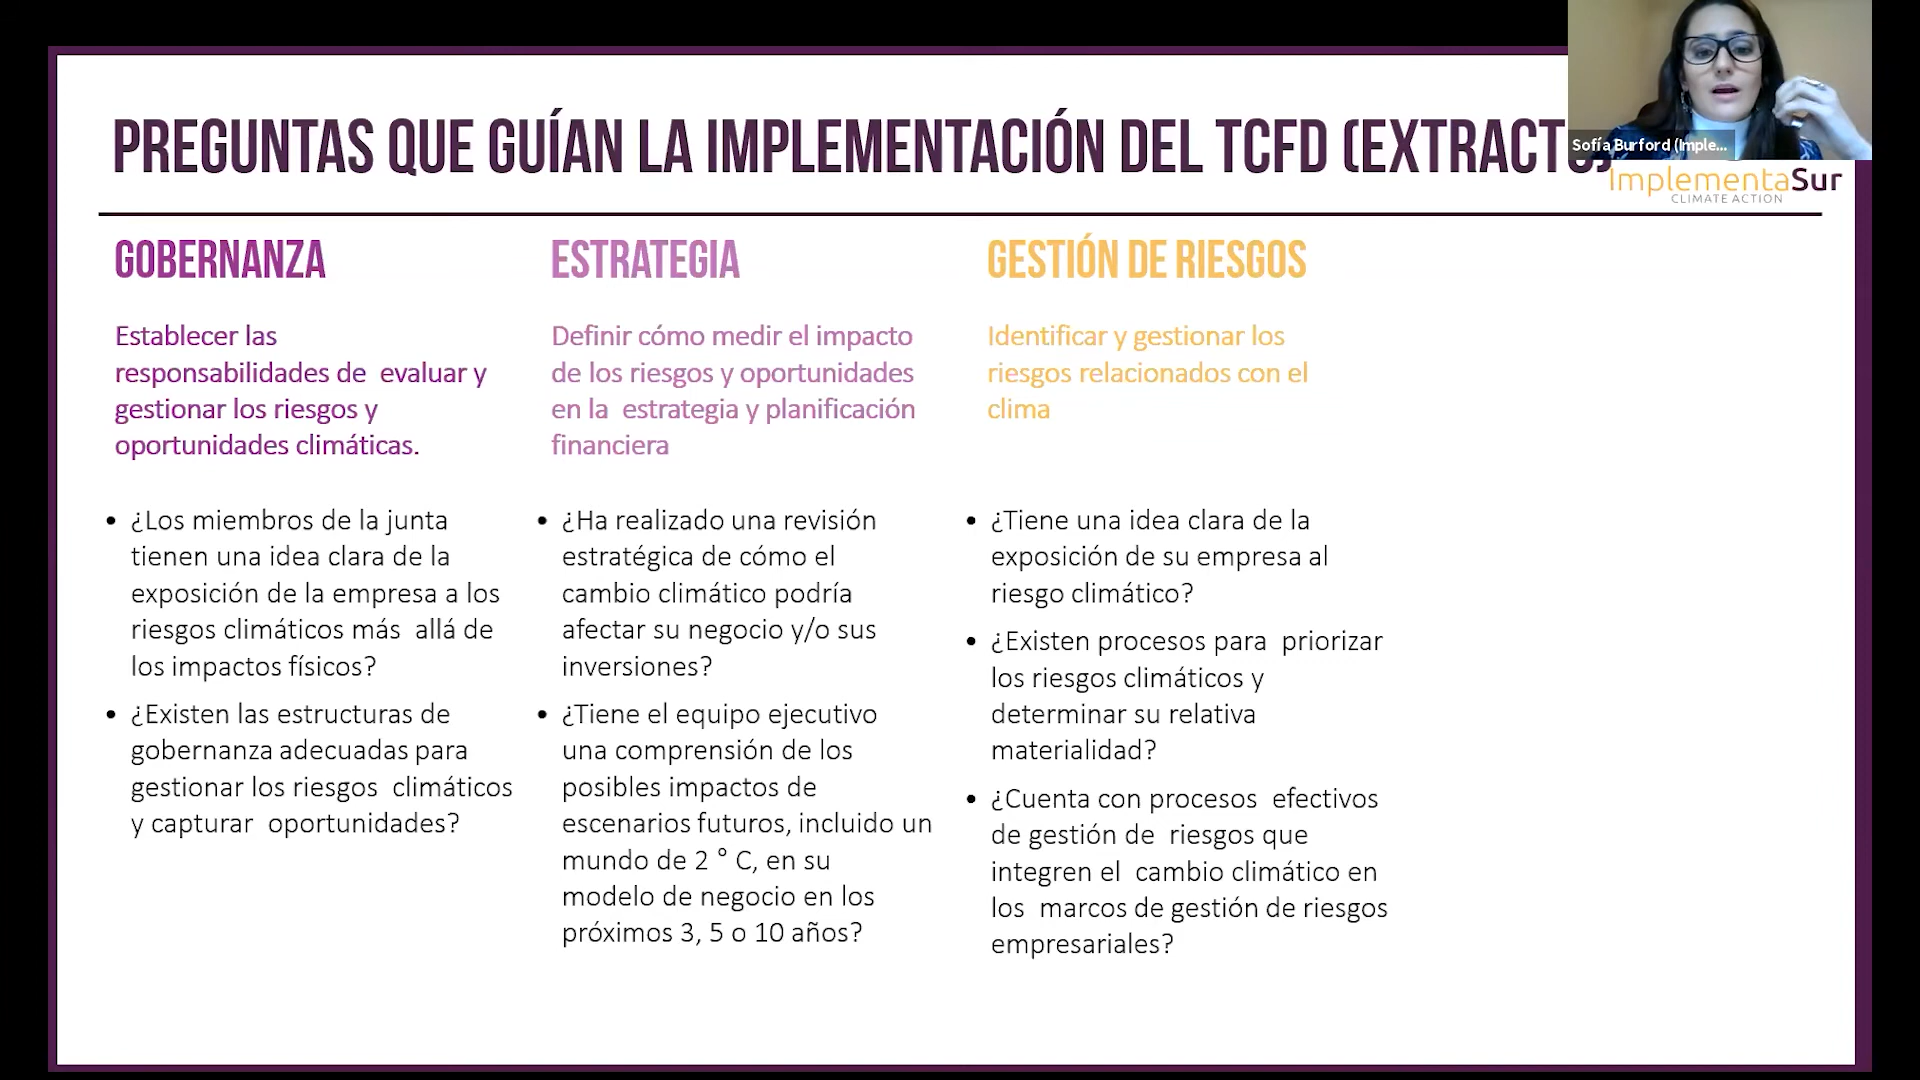 PREGUNTAS QUE GUÍAN LA IMPLEMENTACIÓN DEL TCFD (EXTRACTO)
Sofía Burford (Imple...
ImplementaSur
CLIMATE ACTION
GOBERNANZA
Establecer las
responsabilidades de evaluar y
gestionar los riesgos y
oportunidades climáticas.
• ¿Los miembros de la junta
tienen una idea clara de la
exposición de la empresa a los
riesgos climáticos más allá de
los impactos físicos?
• ¿Existen las estructuras de
gobernanza adecuadas para
gestionar los riesgos climáticos
y capturar oportunidades?
ESTRATEGIA
Definir cómo medir el impacto
de los riesgos y oportunidades
en la estrategia y planificación
financiera
• ¿Ha realizado una revisión
estratégica de cómo el
cambio climático podría
afectar su negocio y/o sus
inversiones?
• ¿Tiene el equipo ejecutivo
una comprensión de los
posibles impactos de
escenarios futuros, incluido un
mundo de 2 ° C, en su
modelo de negocio en los
próximos 3, 5 o 10 años?
GESTIÓN DE RIESGOS
Identificar y gestionar los
riesgos relacionados con el
clima
• ¿Tiene una idea clara de la
exposición de su empresa al
riesgo climático?
• ¿Existen procesos para priorizar
los riesgos climáticos y
determinar su relativa
materialidad?
• ¿Cuenta con procesos efectivos
de gestión de riesgos que
integren el cambio climático en
los marcos de gestión de riesgos
empresariales?